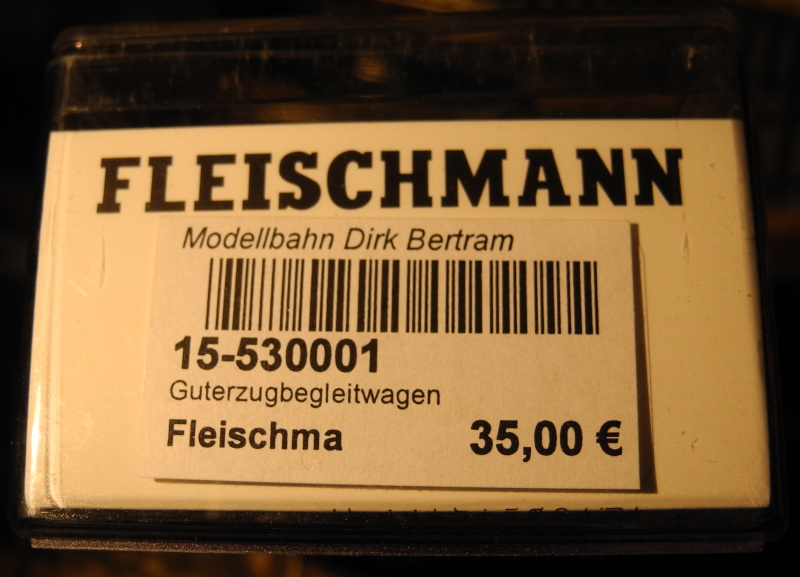 FLEISCHMANN
Modellbahn Dirk Bertram
15-530001
Guterzugbegleitwagen
Fleischma 35,00 €